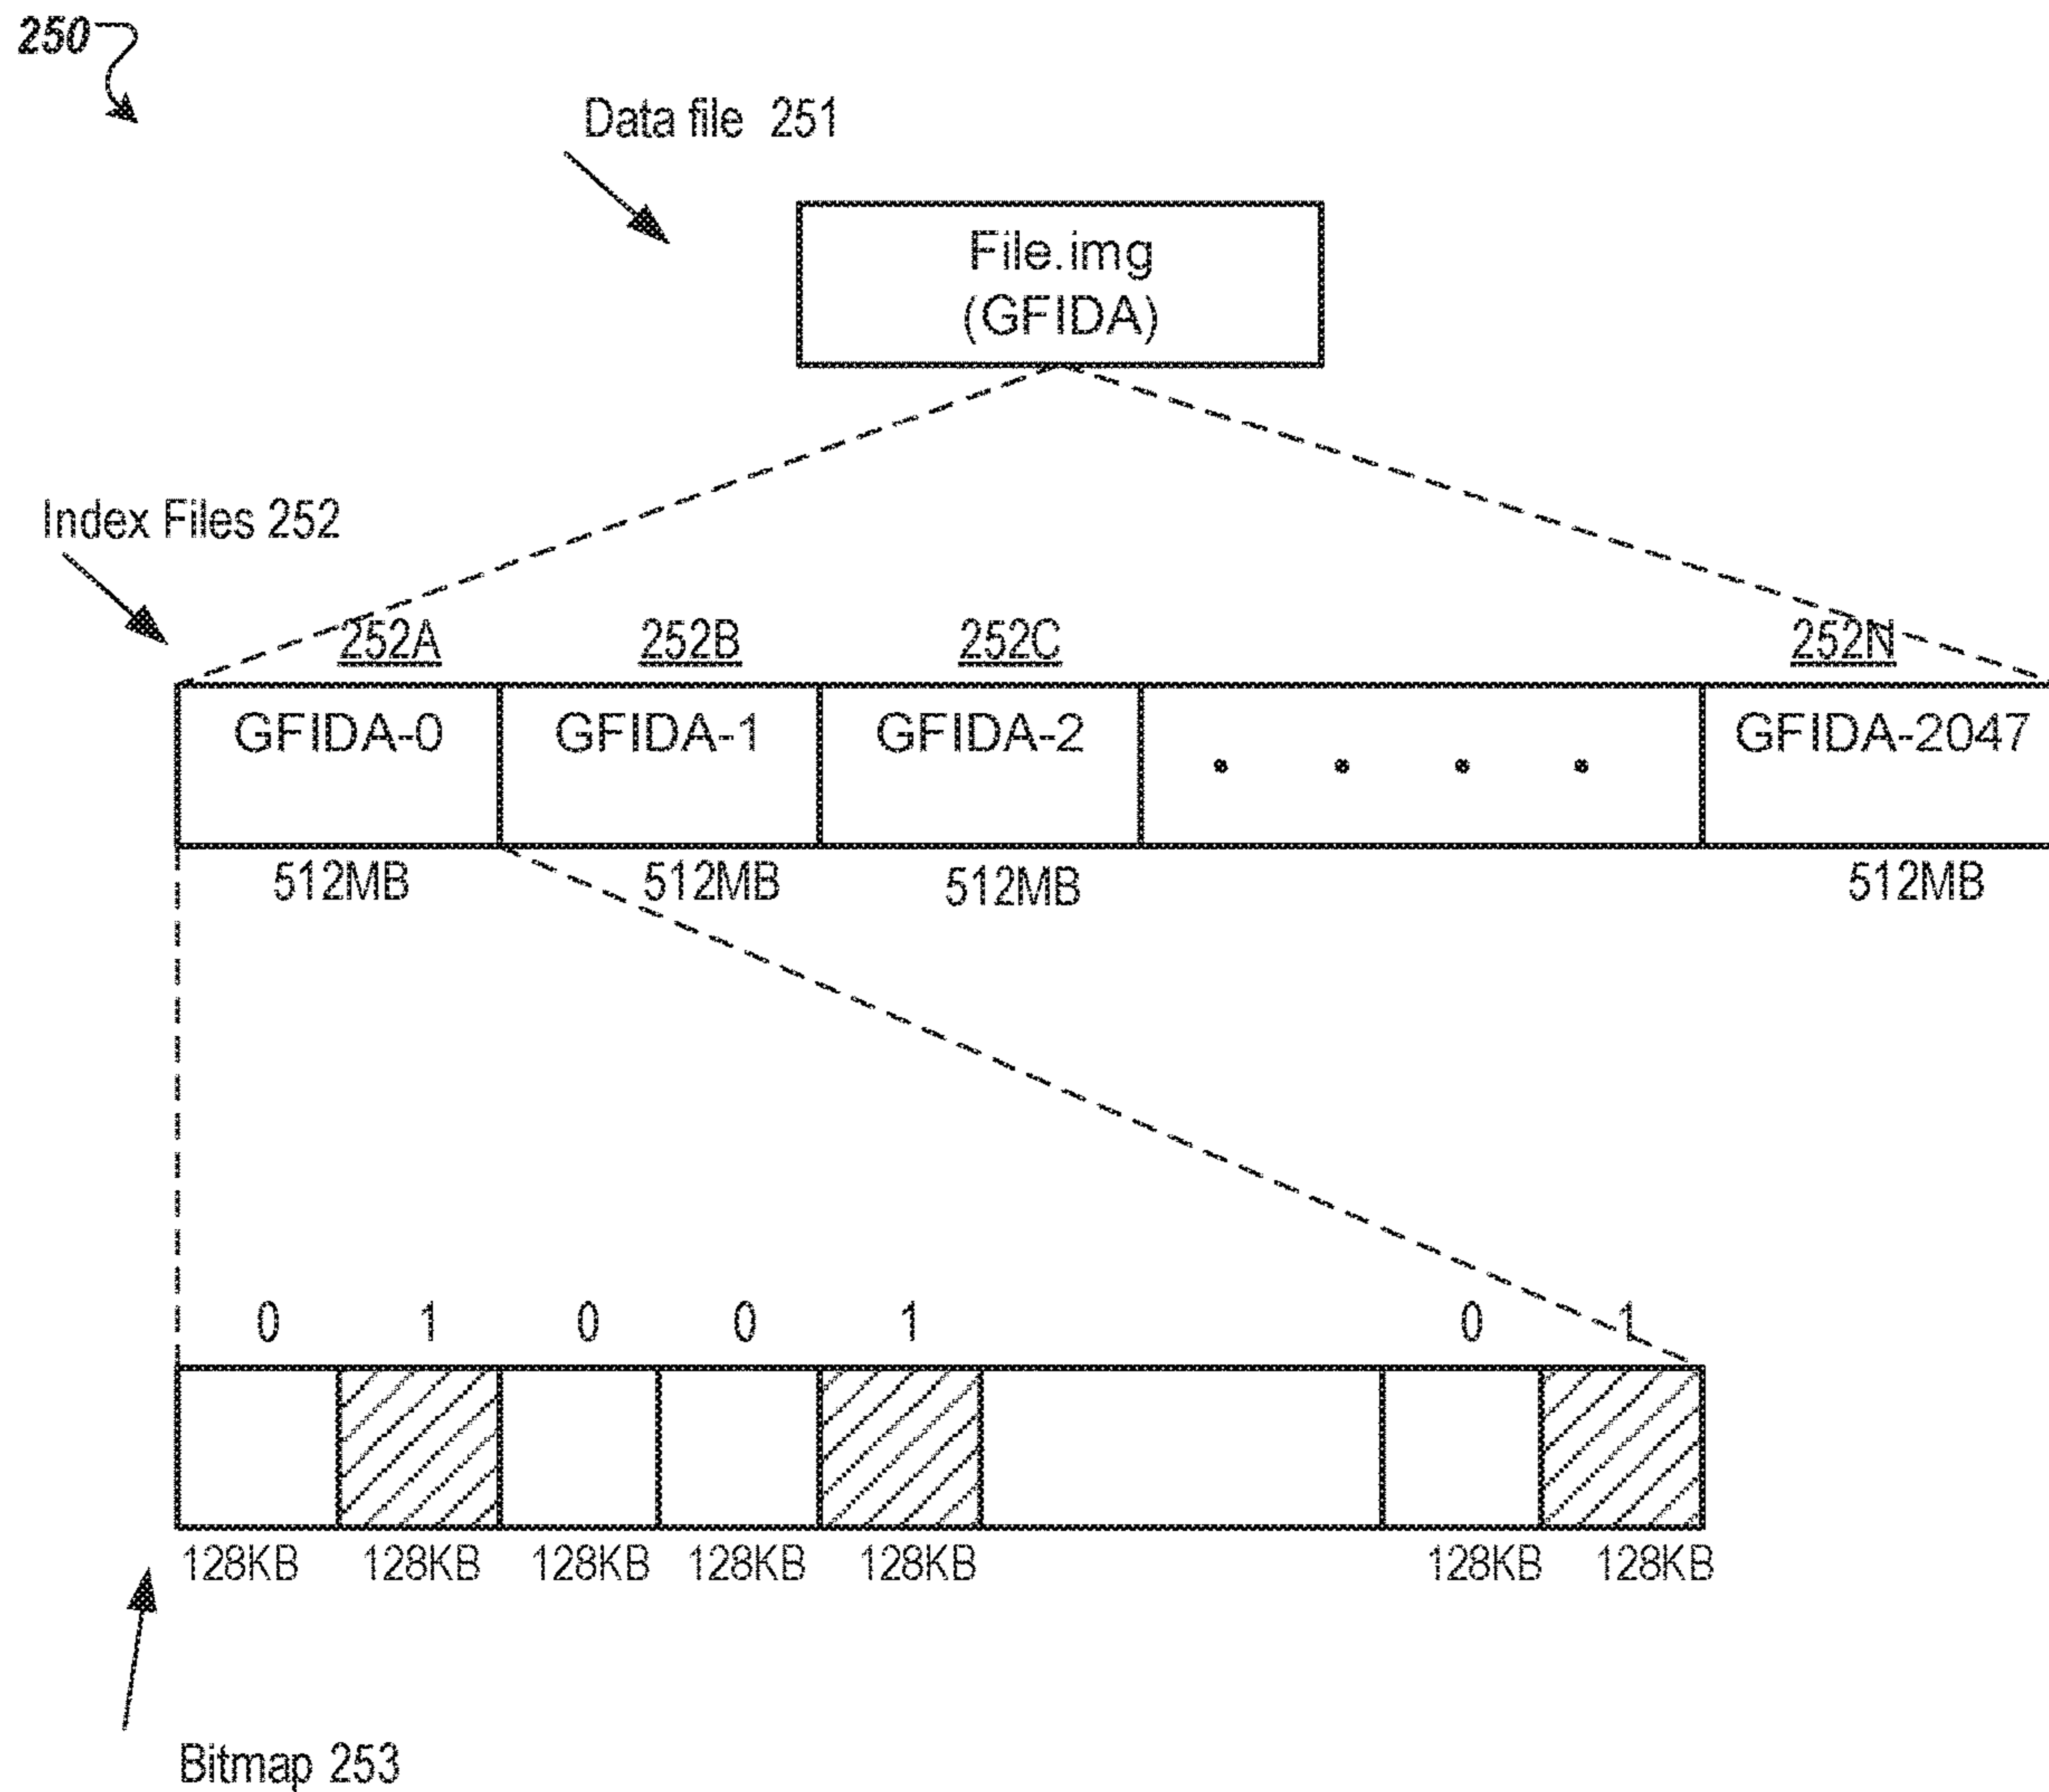 250
Data file 251
File.img
(GFIDA)
Index Files 252
252A 252B 252C 252N
GFIDA-0 GFIDA-1 GFIDA-2 . . . . GFIDA-2047
512MB 512MB 512MB 512MB
0 1 0 0 1 0 1
128KB 128KB 128KB 128KB 128KB 128KB 128KB
Bitmap 253